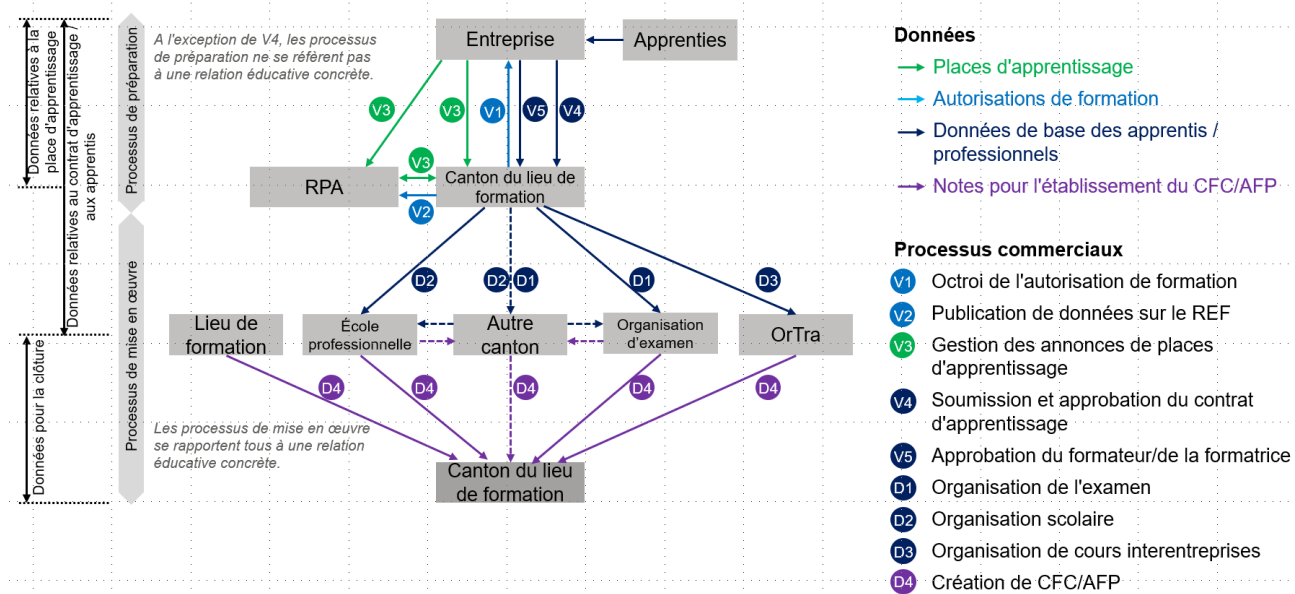 Données relatives à la
place d'apprentissage
Données relatives au contrat d'apprentissage /
aux apprentis
Données pour la clôture
Processus de préparation
Processus de mise en œuvre
A l'exception de V4, les processus
de préparation ne se réfèrent pas
à une relation éducative concrète.
Entreprise
Apprenties
V3
V3
V1
V5
V4
V3
RPA
Canton du lieu de
formation
V2
D2
D2
D1
D1
D3
Lieu de
formation
École
professionnelle
Autre
canton
Organisation
d'examen
OrTra
D4
D4
D4
D4
D4
Les processus de mise en œuvre
se rapportent tous à une relation
éducative concrète.
Canton du lieu
de formation
Données
Places d'apprentissage
Autorisations de formation
Données de base des apprentis /
professionnels
Notes pour l'établissement du CFC/AFP
Processus commerciaux
V1 Octroi de l'autorisation de formation
V2 Publication de données sur le REF
V3 Gestion des annonces de places
d'apprentissage
V4 Soumission et approbation du contrat
d'apprentissage
V5 Approbation du formateur/de la formatrice
D1 Organisation de l'examen
D2 Organisation scolaire
D3 Organisation de cours interentreprises
D4 Création de CFC/AFP